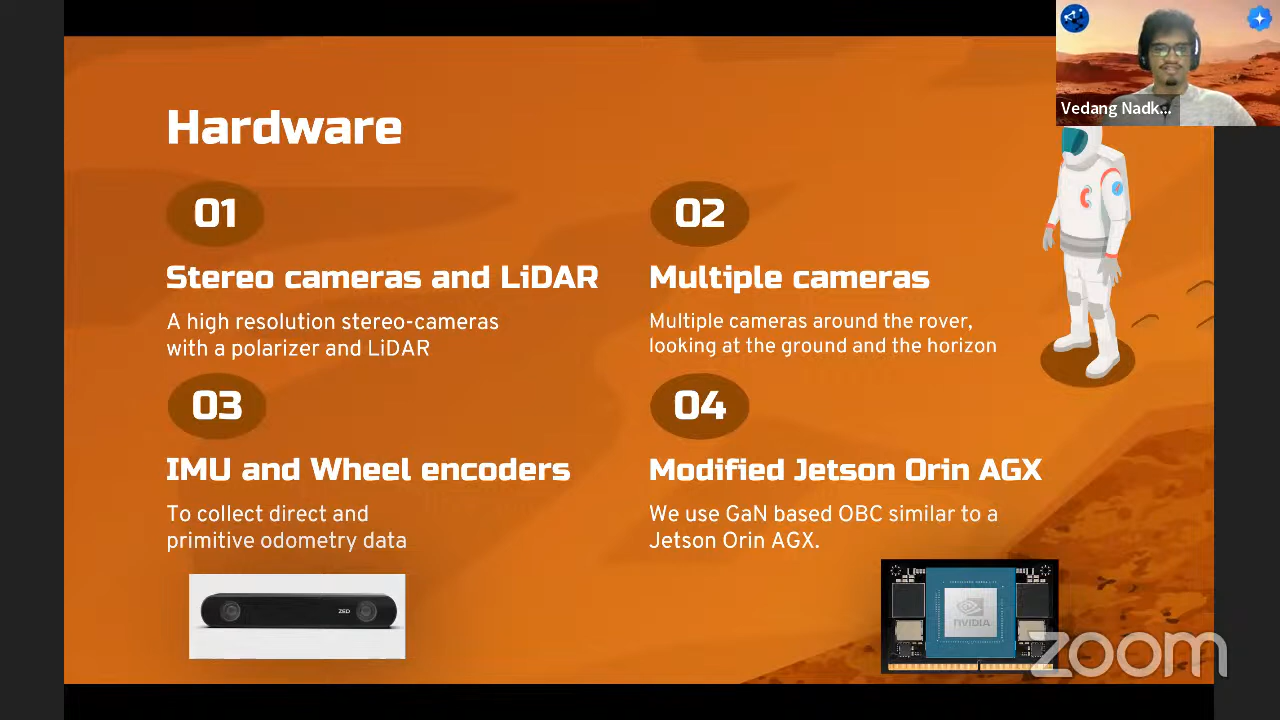 Hardware
01
Stereo cameras and LiDAR
A high resolution stereo-cameras
with a polarizer and LiDAR
02
Multiple cameras
Multiple cameras around the rover,
looking at the ground and the horizon
03
IMU and Wheel encoders
To collect direct and
primitive odometry data
04
Modified Jetson Orin AGX
We use GaN based OBC similar to a
Jetson Orin AGX.
ZED
NVIDIA
zoom
Vedang Nadk...